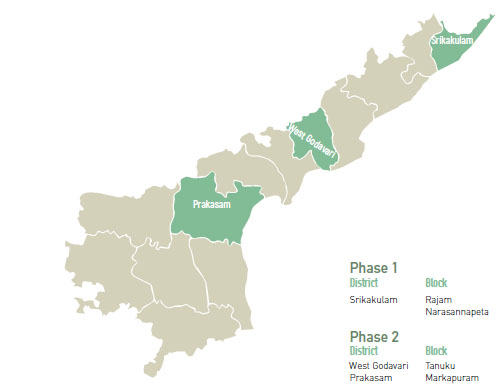 Srikakulam
West Godavari
Prakasam
Phase 1
District Block
Srikakulam Rajam
Narasannapeta
Phase 2
District Block
West Godavari Tanuku
Prakasam Markapuram